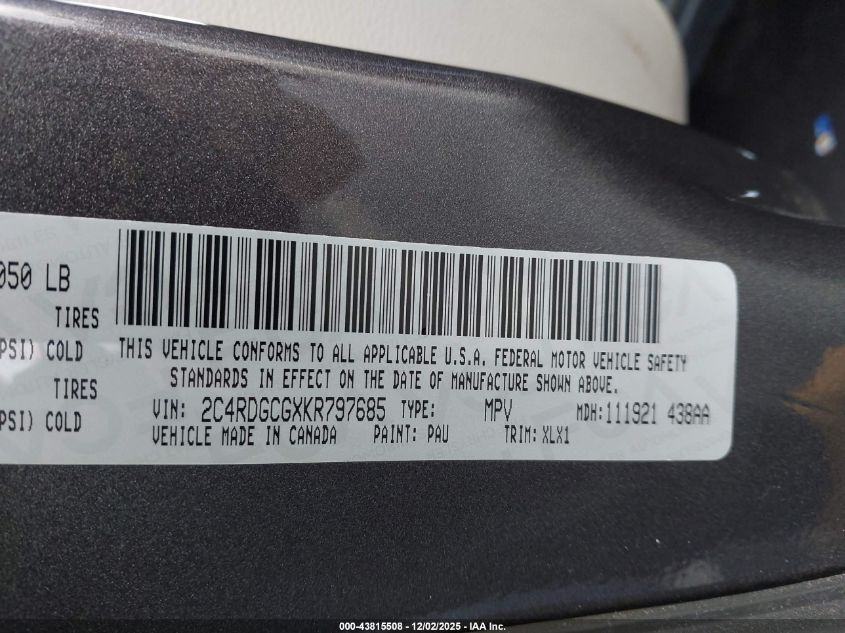 050 LB
TIRES
PSI) COLD
TIRES
PSI) COLD
THIS VEHICLE CONFORMS TO ALL APPLICABLE U.S.A. FEDERAL MOTOR VEHICLE SAFETY
STANDARDS IN EFFECT ON THE DATE OF MANUFACTURE SHOWN ABOVE.
VIN: 2C4RDGCGXKR797685 TYPE: MPV MDH:111921 438AA
VEHICLE MADE IN CANADA PAINT: PAU TRIM: XLX1
000-43815508 - 12/02/2025 - IAA Inc.